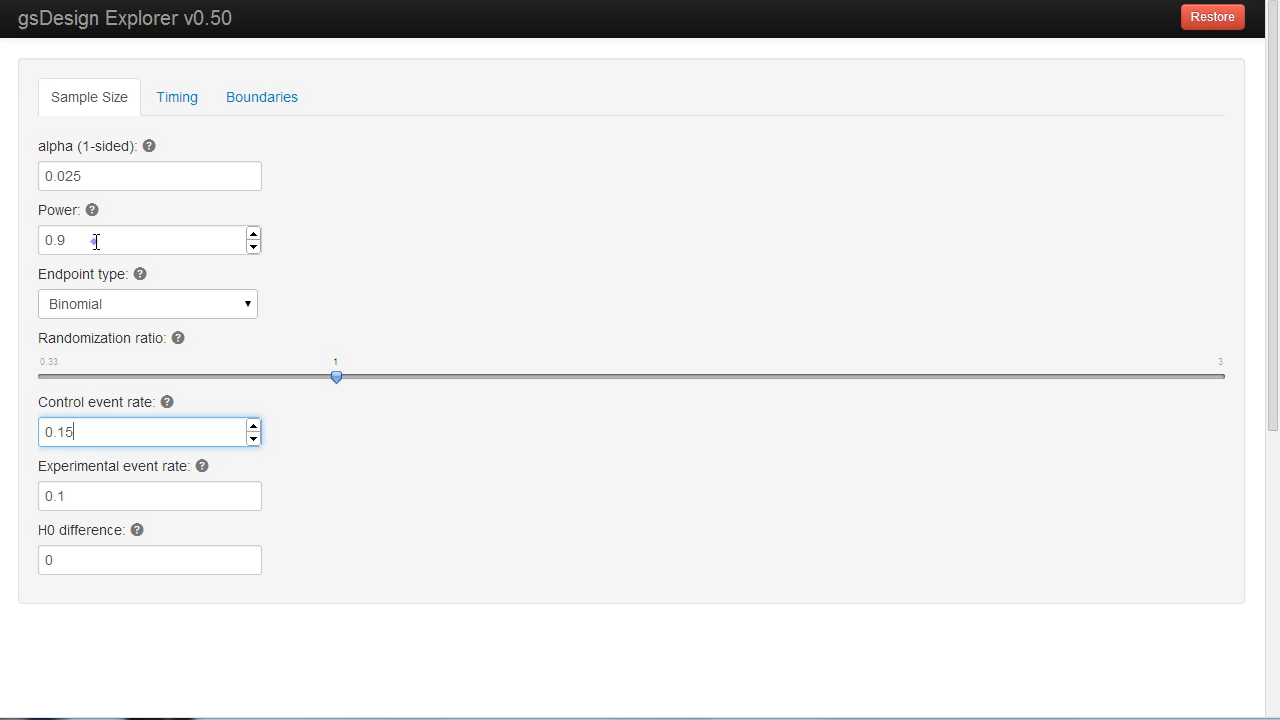 gsDesign Explorer v0.50
Restore
Sample Size
Timing
Boundaries
alpha (1-sided):
0.025
Power:
0.9
Endpoint type:
Binomial
Randomization ratio:
0.33
1
3
Control event rate:
0.15
Experimental event rate:
0.1
H0 difference:
0